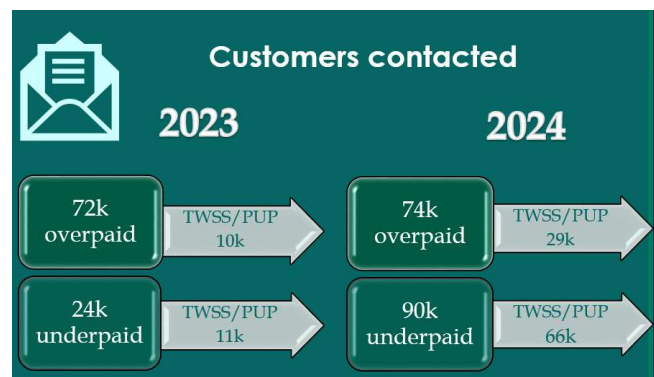 Customers contacted
2023
2024
72k
overpaid
TWSS/PUP
10k
74k
overpaid
TWSS/PUP
29k
24k
underpaid
TWSS/PUP
11k
90k
underpaid
TWSS/PUP
66k